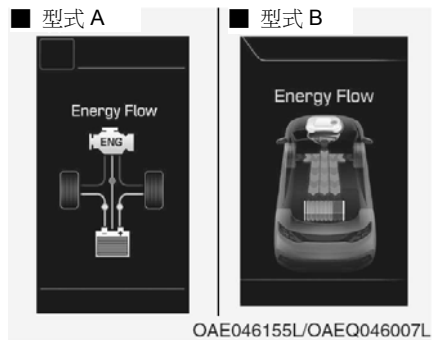 ■ 型式 A
Energy Flow
ENG
- +
■ 型式 B
Energy Flow
OAE046155L/OAEQ046007L